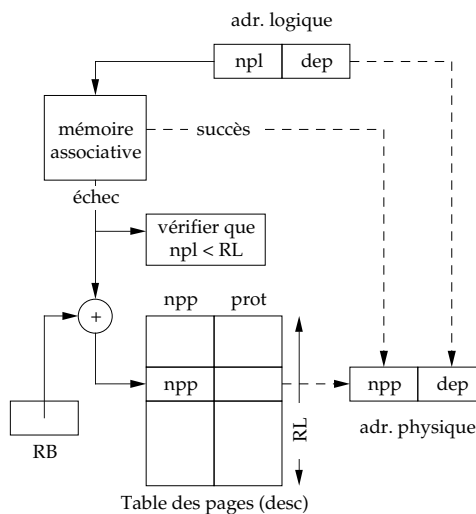 adr. logique
npl dep
mémoire
associative
succès
échec
vérifier que
npl < RL
npp prot
+
npp
RL
npp dep
RB
adr. physique
Table des pages (desc)